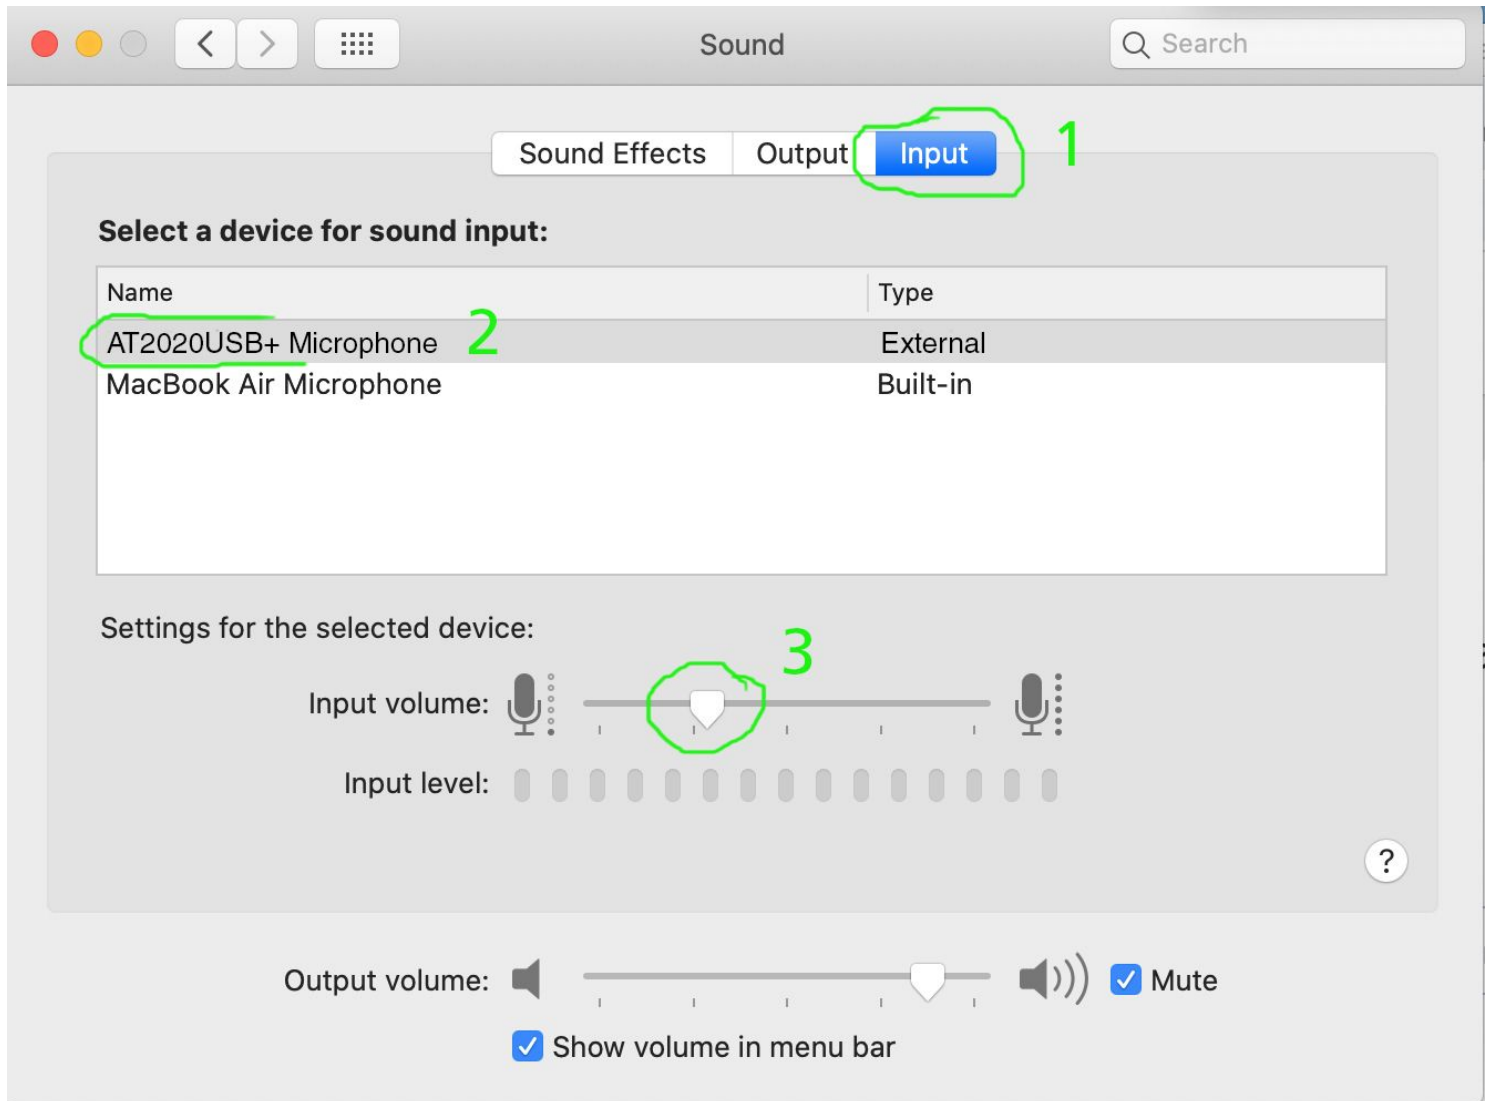 Sound
Search
Sound Effects Output Input 1
Select a device for sound input:
Name Type
AT2020USB+ Microphone 2 External
MacBook Air Microphone Built-in
Settings for the selected device:
3
Input volume:
Input level:
?
Output volume: Mute
Show volume in menu bar